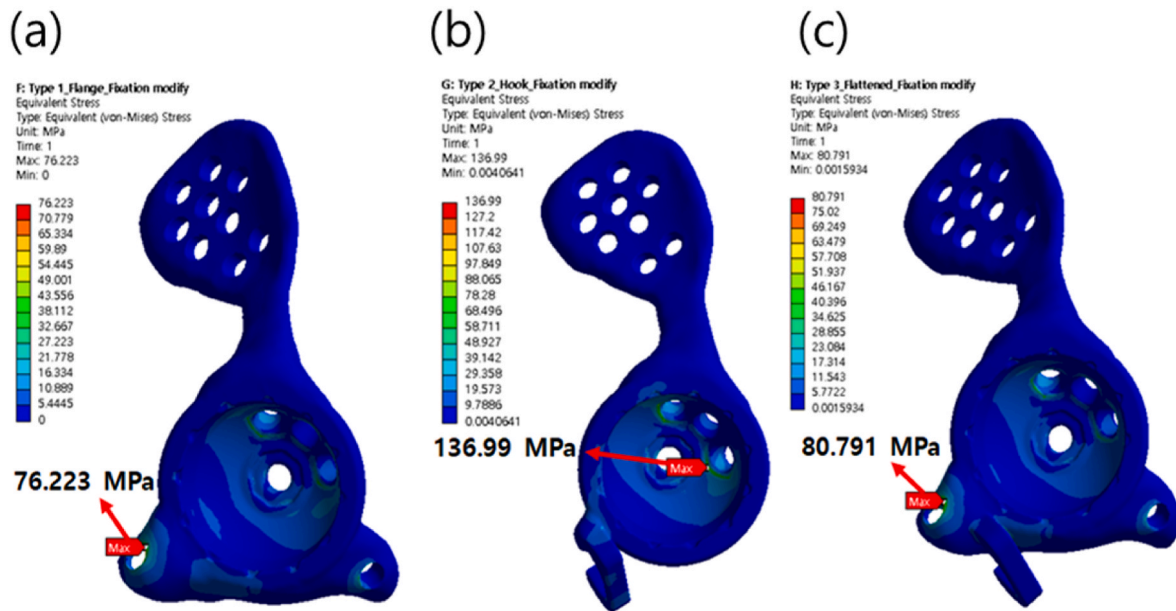 (a)
F: Type 1_Flange_Fixation modify
Equivalent Stress
Type: Equivalent (von-Mises) Stress
Unit: MPa
Time: 1
Max: 76.223
Min: 0
76.223
70.779
65.334
59.89
54.445
49.001
43.556
38.112
32.667
27.223
21.778
16.334
10.889
5.4445
0
76.223 MPa
Max
(b)
G: Type 2_Hook_Fixation modify
Equivalent Stress
Type: Equivalent (von-Mises) Stress
Unit: MPa
Time: 1
Max: 136.99
Min: 0.0040641
136.99
127.2
117.42
107.63
97.849
88.065
78.28
68.496
58.711
48.927
39.142
29.358
19.573
9.7886
0.0040641
136.99 MPa
Max
(c)
H: Type 3_Flattened_Fixation modify
Equivalent Stress
Type: Equivalent (von-Mises) Stress
Unit: MPa
Time: 1
Max: 80.791
Min: 0.0015934
80.791
75.02
69.249
63.479
57.708
51.937
46.167
40.396
34.625
28.855
23.084
17.314
11.543
5.7722
0.0015934
80.791 MPa
Max